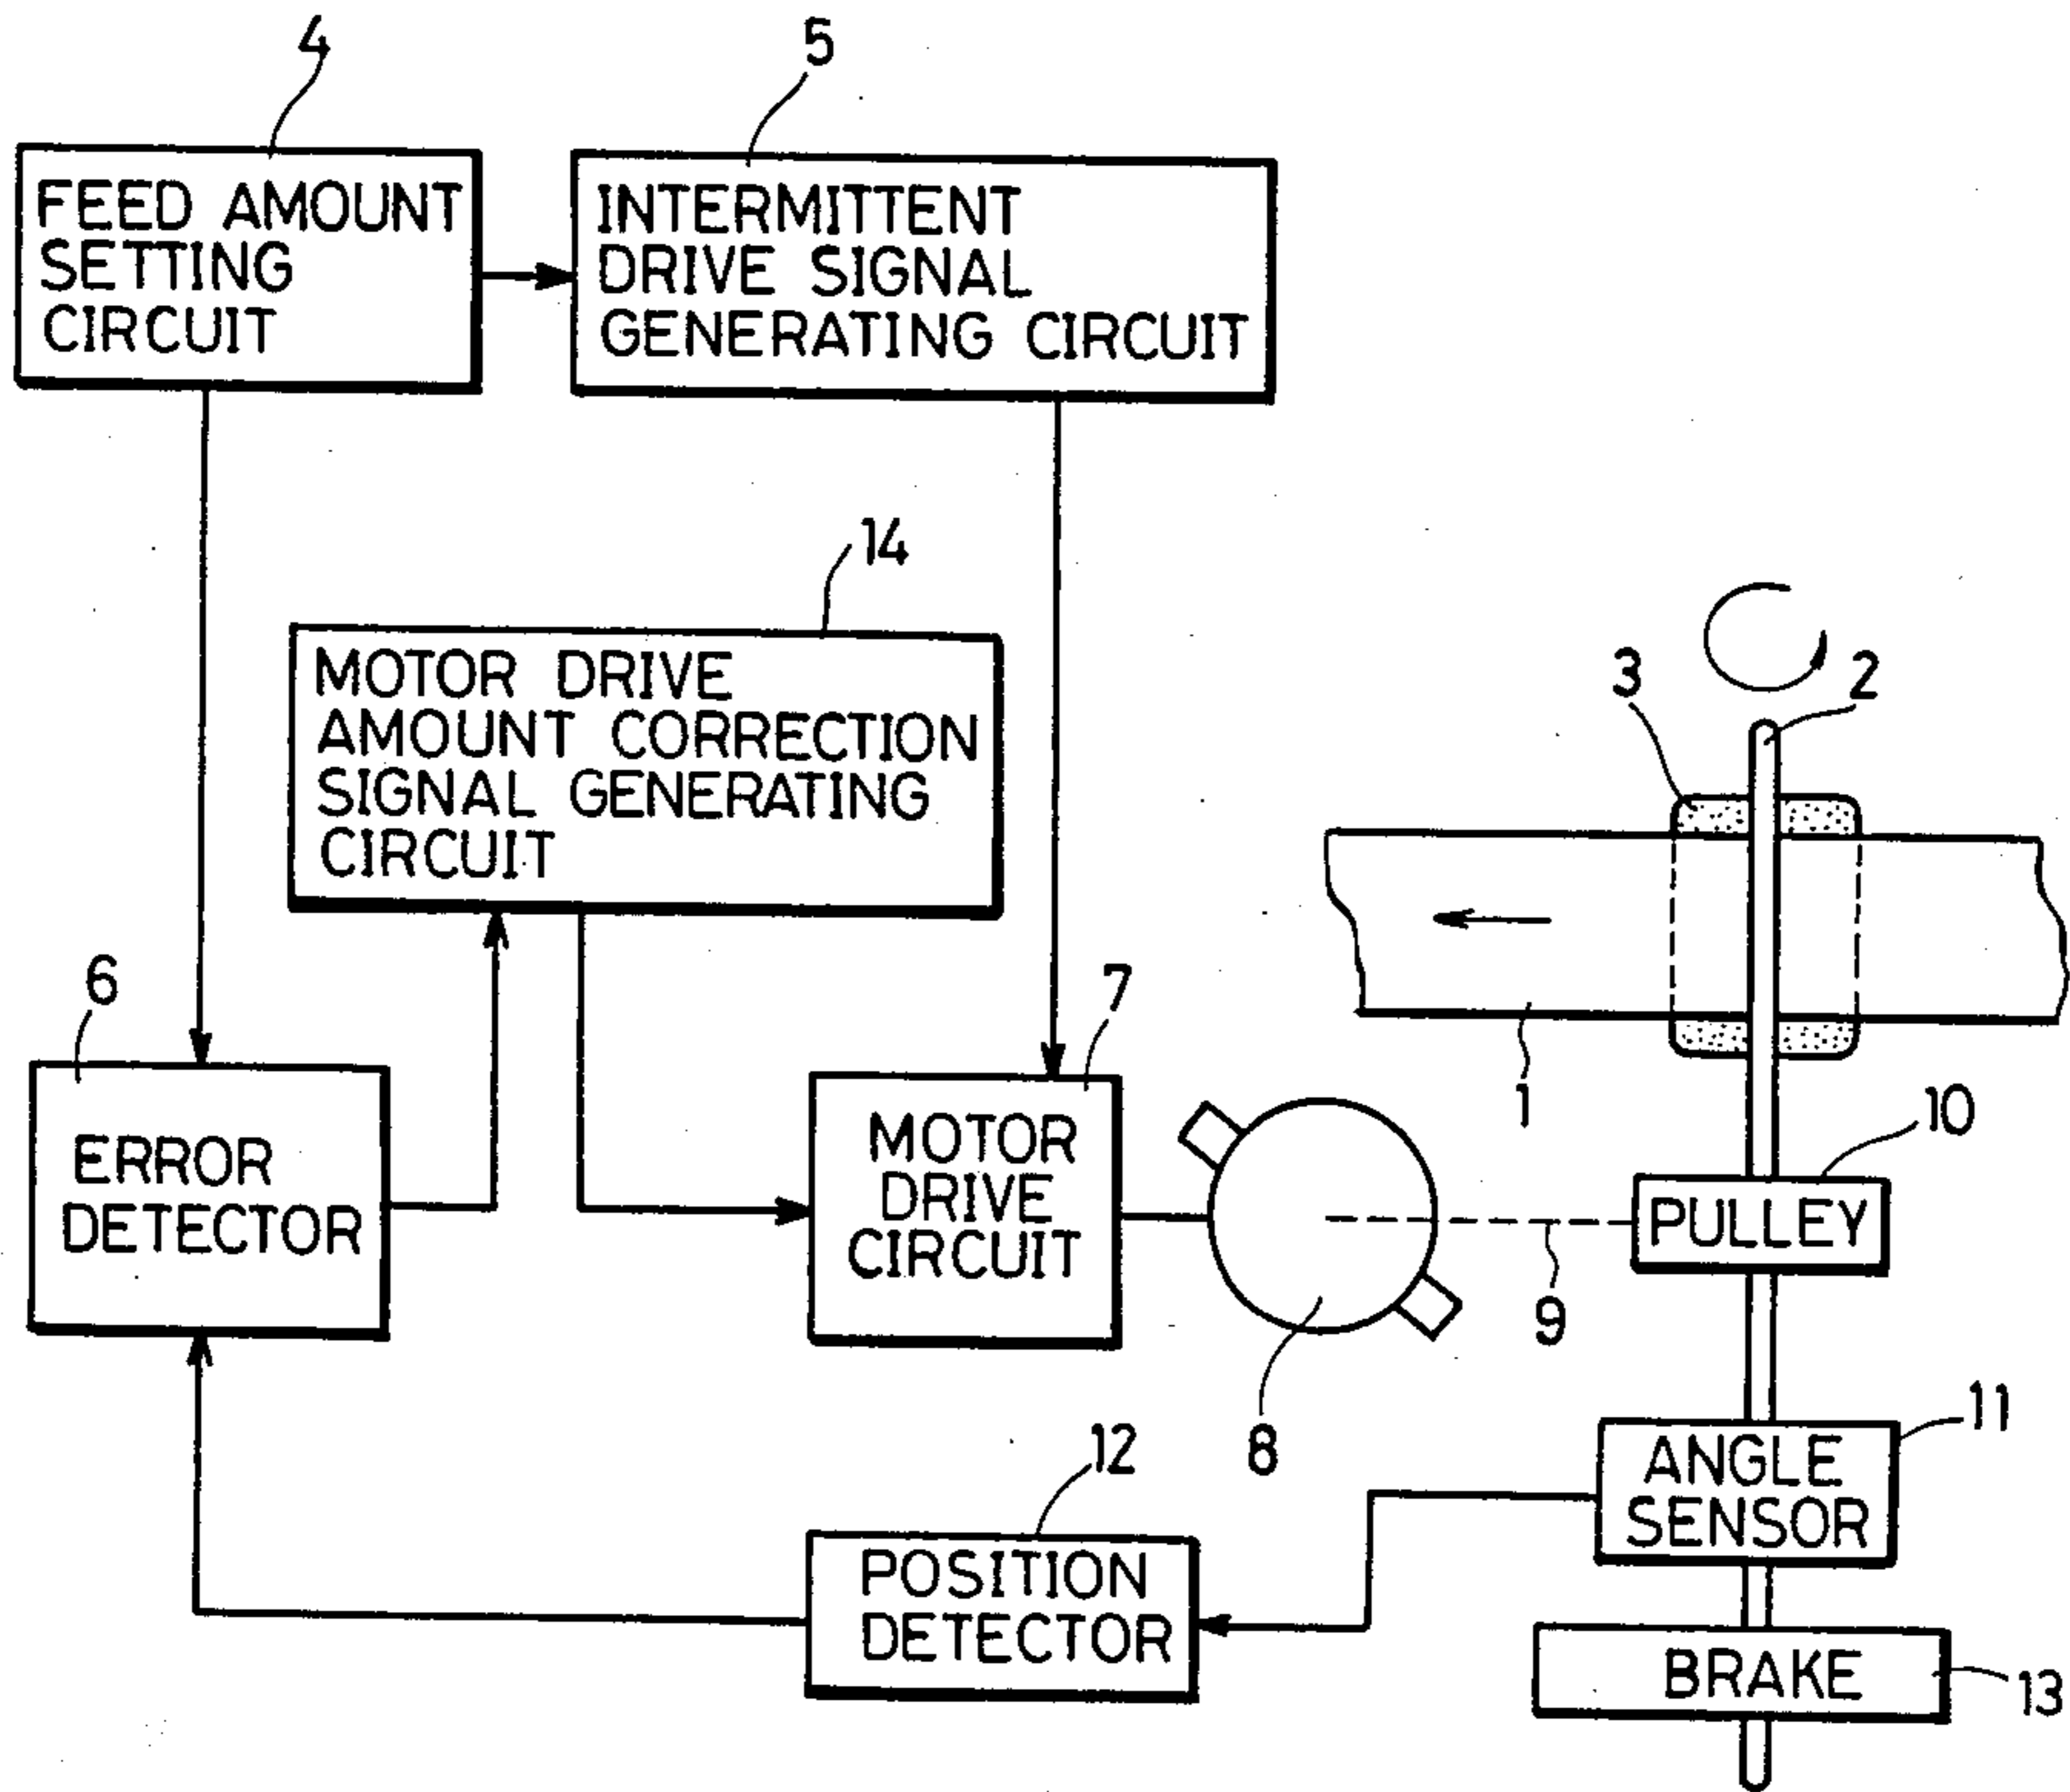 4
5
FEED AMOUNT
SETTING
CIRCUIT
INTERMITTENT
DRIVE SIGNAL
GENERATING CIRCUIT
14
MOTOR DRIVE
AMOUNT CORRECTION
SIGNAL GENERATING
CIRCUIT
3
2
6
7
1
10
ERROR
DETECTOR
MOTOR
DRIVE
CIRCUIT
PULLEY
9
8
11
ANGLE
SENSOR
12
POSITION
DETECTOR
BRAKE
13